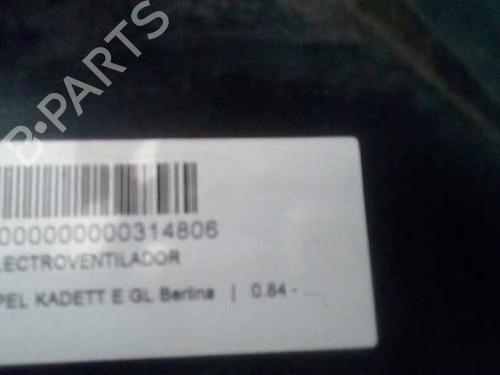 B-PARTS
000000000314806
LECTROVENTILADOR
PEL KADETT E GL Berlina | 0.84 -